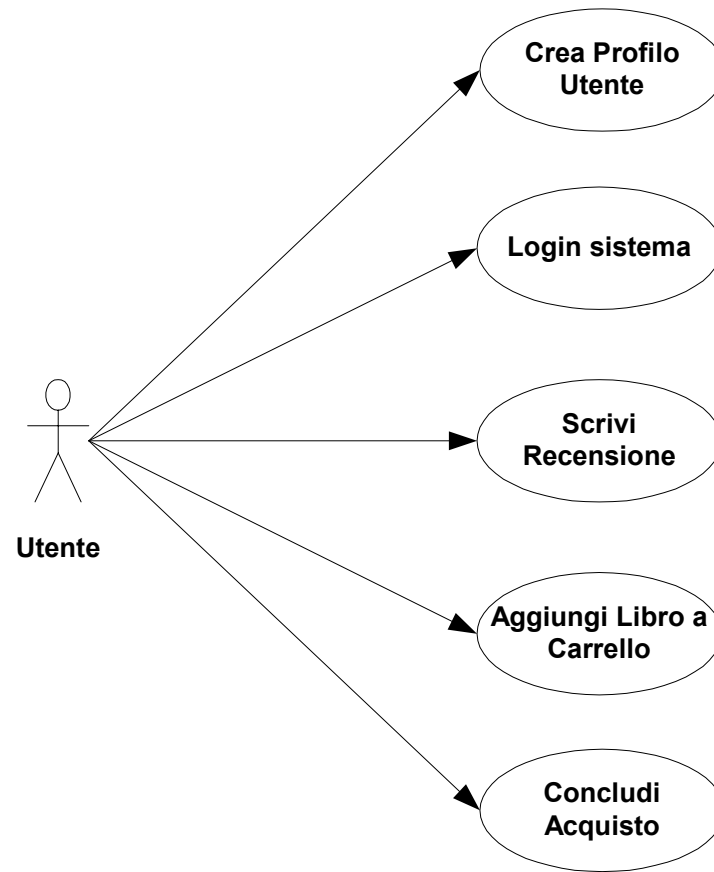 Crea Profilo
Utente
Login sistema
Scrivi
Recensione
Utente
Aggiungi Libro a
Carrello
Concludi
Acquisto